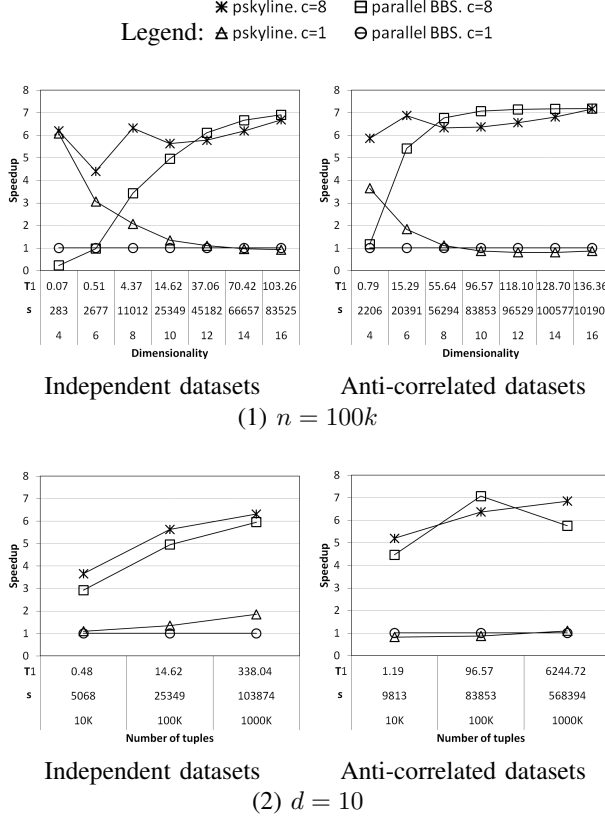 pskyline. c=8 parallel BBS. c=8
Legend: pskyline. c=1 parallel BBS. c=1
8
7
6
5
4
3
2
1
0
Speedup
T1 0.07 0.51 4.37 14.62 37.06 70.42 103.26
s 283 2677 11012 25349 45182 66657 83525
4 6 8 10 12 14 16
Dimensionality
8
7
6
5
4
3
2
1
0
Speedup
T1 0.79 15.29 55.64 96.57 118.10 128.70 136.36
s 2206 20391 56294 83853 96529 100577 10190
4 6 8 10 12 14 16
Dimensionality
Independent datasets Anti-correlated datasets
(1) n = 100k
8
7
6
5
4
3
2
1
0
Speedup
T1 0.48 14.62 338.04
s 5068 25349 103874
10K 100K 1000K
Number of tuples
8
7
6
5
4
3
2
1
0
Speedup
T1 1.19 96.57 6244.72
s 9813 83853 568394
10K 100K 1000K
Number of tuples
Independent datasets Anti-correlated datasets
(2) d = 10